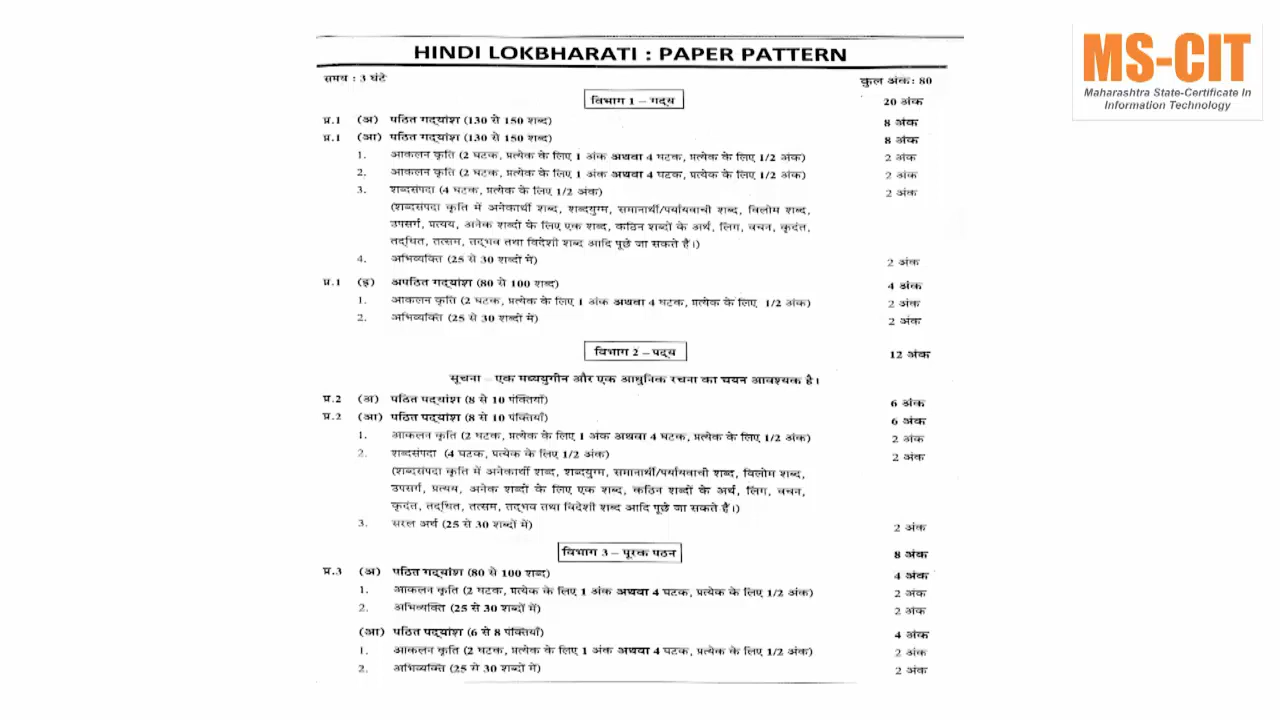 HINDI LOKBHARATI : PAPER PATTERN
MS-CIT
Maharashtra State-Certificate In
Information Technology
समय : 3 घंटे कुल अंक: 80
विभाग 1 – गद्य 20 अंक
प्र.1 (अ) पठित गद्यांश (130 से 150 शब्द) 8 अंक
प्र.1 (आ) पठित गद्यांश (130 से 150 शब्द) 8 अंक
1. आकलन कृति (2 घटक, प्रत्येक के लिए 1 अंक अथवा 4 घटक, प्रत्येक के लिए 1/2 अंक) 2 अंक
2. आकलन कृति (2 घटक, प्रत्येक के लिए 1 अंक अथवा 4 घटक, प्रत्येक के लिए 1/2 अंक) 2 अंक
3. शब्दसंपदा (4 घटक, प्रत्येक के लिए 1/2 अंक) 2 अंक
(शब्दसंपदा कृति में अनेकार्थी शब्द, शब्दयुग्म, समानार्थी/पर्यायवाची शब्द, विलोम शब्द,
उपसर्ग, प्रत्यय, अनेक शब्दों के लिए एक शब्द, कठिन शब्दों के अर्थ, लिंग, वचन, कृदंत,
तद्धित, तत्सम, तद्भव तथा विदेशी शब्द आदि पूछे जा सकते है।)
4. अभिव्यक्ति (25 से 30 शब्दों में) 2 अंक
प्र.1 (इ) अपठित गद्यांश (80 से 100 शब्द) 4 अंक
1. आकलन कृति (2 घटक, प्रत्येक के लिए 1 अंक अथवा 4 घटक, प्रत्येक के लिए 1/2 अंक) 2 अंक
2. अभिव्यक्ति (25 से 30 शब्दों में) 2 अंक
विभाग 2 – पद्य 12 अंक
सूचना – एक मध्ययुगीन और एक आधुनिक रचना का चयन आवश्यक है।
प्र.2 (अ) पठित पद्यांश (8 से 10 पंक्तियाँ) 6 अंक
प्र.2 (आ) पठित पद्यांश (8 से 10 पंक्तियाँ) 6 अंक
1. आकलन कृति (2 घटक, प्रत्येक के लिए 1 अंक अथवा 4 घटक, प्रत्येक के लिए 1/2 अंक) 2 अंक
2. शब्दसंपदा (4 घटक, प्रत्येक के लिए 1/2 अंक) 2 अंक
(शब्दसंपदा कृति में अनेकार्थी शब्द, शब्दयुग्म, समानार्थी/पर्यायवाची शब्द, विलोम शब्द,
उपसर्ग, प्रत्यय, अनेक शब्दों के लिए एक शब्द, कठिन शब्दों के अर्थ, लिंग, वचन,
कृदंत, तद्धित, तत्सम, तद्भव तथा विदेशी शब्द आदि पूछे जा सकते है।)
3. सरल अर्थ (25 से 30 शब्दों में) 2 अंक
विभाग 3 – पूरक पठन 8 अंक
प्र.3 (अ) पठित गद्यांश (80 से 100 शब्द) 4 अंक
1. आकलन कृति (2 घटक, प्रत्येक के लिए 1 अंक अथवा 4 घटक, प्रत्येक के लिए 1/2 अंक) 2 अंक
2. अभिव्यक्ति (25 से 30 शब्दों में) 2 अंक
(आ) पठित पद्यांश (6 से 8 पंक्तियाँ) 4 अंक
1. आकलन कृति (2 घटक, प्रत्येक के लिए 1 अंक अथवा 4 घटक, प्रत्येक के लिए 1/2 अंक) 2 अंक
2. अभिव्यक्ति (25 से 30 शब्दों में) 2 अंक